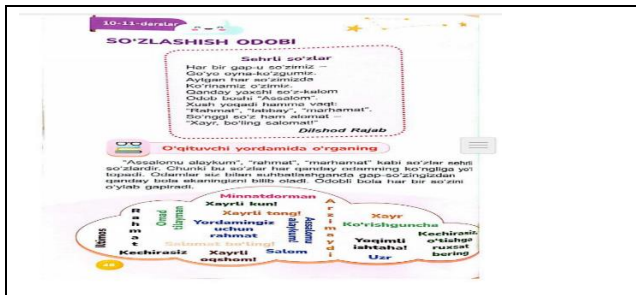 10-11-darslar
SO'ZLASHISH ODOBI
Sehrli so'zlar
Har bir gap-u so'zimiz –
Go'yo oyna-ko'zgumiz.
Aytgan har so'zimizda
Ko'rinamiz o'zimiz.
Qanday yaxshi so'z-kalom
Odob boshi "Assalom".
Xush yoqadi hamma vaqt:
"Rahmat", "labbay", "marhamat".
So'nggi so'z ham alomat –
"Xayr, bo'ling salomat!"
Dilshod Rajab
O'qituvchi yordamida o'rganing
"Assalomu alaykum", "rahmat", "marhamat" kabi so'zlar sehrli
so'zlardir. Chunki bu so'zlar har qanday odamning ko'ngliga yo'l
topadi. Odamlar siz bilan suhbatlashganda gap-so'zingizdan
qanday bola ekaningizni bilib oladi. Odobli bola har bir so'zini
o'ylab gapiradi.
Iltimos
Rahmat
Omad tilayman
Minnatdorman
Xayrli kun!
Xayrli tong!
Yordamingiz
uchun
rahmat
Assalomu alaykum!
Arzimaydi
Xayr
Ko'rishguncha
Salomat bo'ling!
Kechirasiz
Xayrli
oqshom!
Salom
Yoqimli
ishtaha!
Uzr
Kechirasiz,
o'tishga
ruxsat
bering